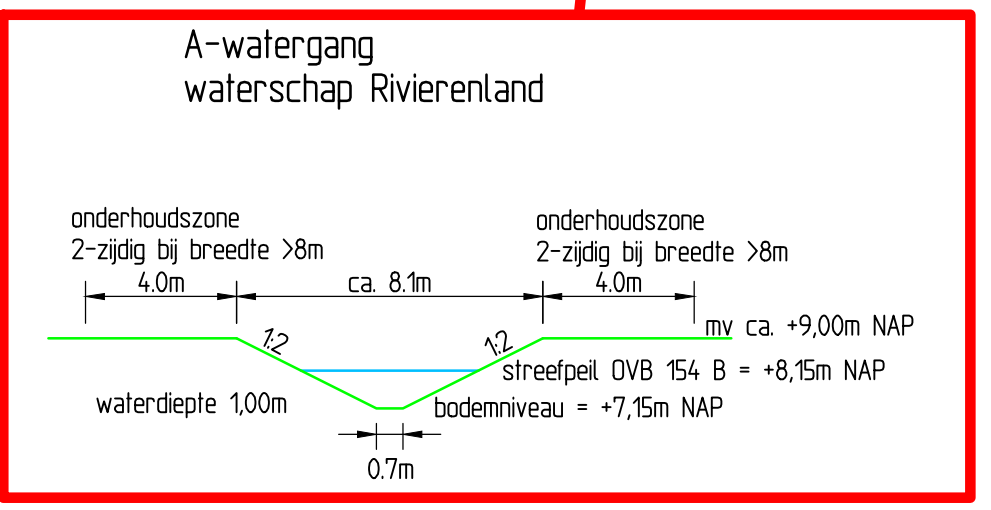 A-watergang
waterschap Rivierenland
onderhoudszone
2-zijdig bij breedte >8m
onderhoudszone
2-zijdig bij breedte >8m
4.0m
ca. 8.1m
4.0m
mv ca. +9,00m NAP
1:2
1:2
streefpeil OVB 154 B = +8,15m NAP
waterdiepte 1,00m
bodemniveau = +7,15m NAP
0.7m